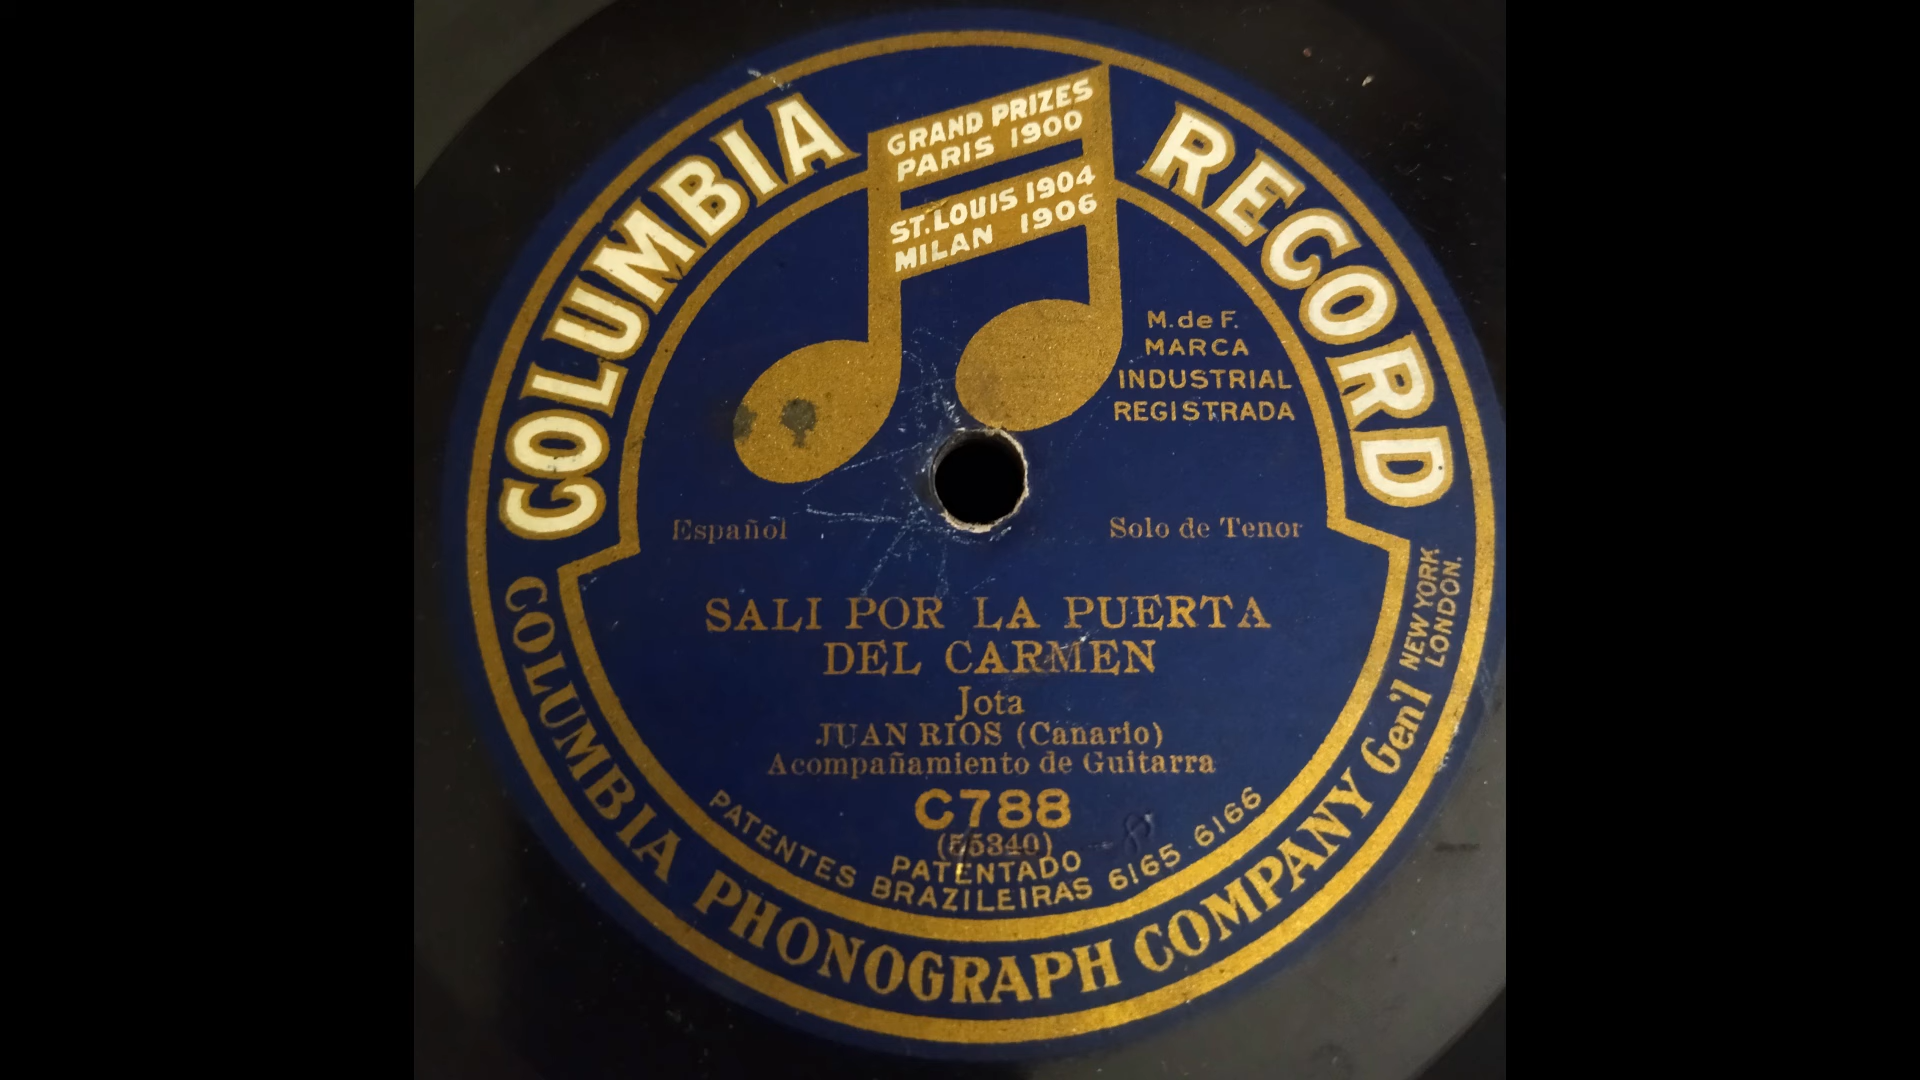 COLUMBIA RECORD
GRAND PRIZES
PARIS 1900
ST. LOUIS 1904
MILAN 1906
M. de F.
MARCA
INDUSTRIAL
REGISTRADA
Español
Solo de Tenor
SALI POR LA PUERTA
DEL CARMEN
Jota
JUAN RIOS (Canario)
Acompañamiento de Guitarra
C788
(55340)
PATENTADO
PATENTES BRAZILEIRAS 6165 6166
COLUMBIA PHONOGRAPH COMPANY Gen'l
NEW YORK
LONDON.